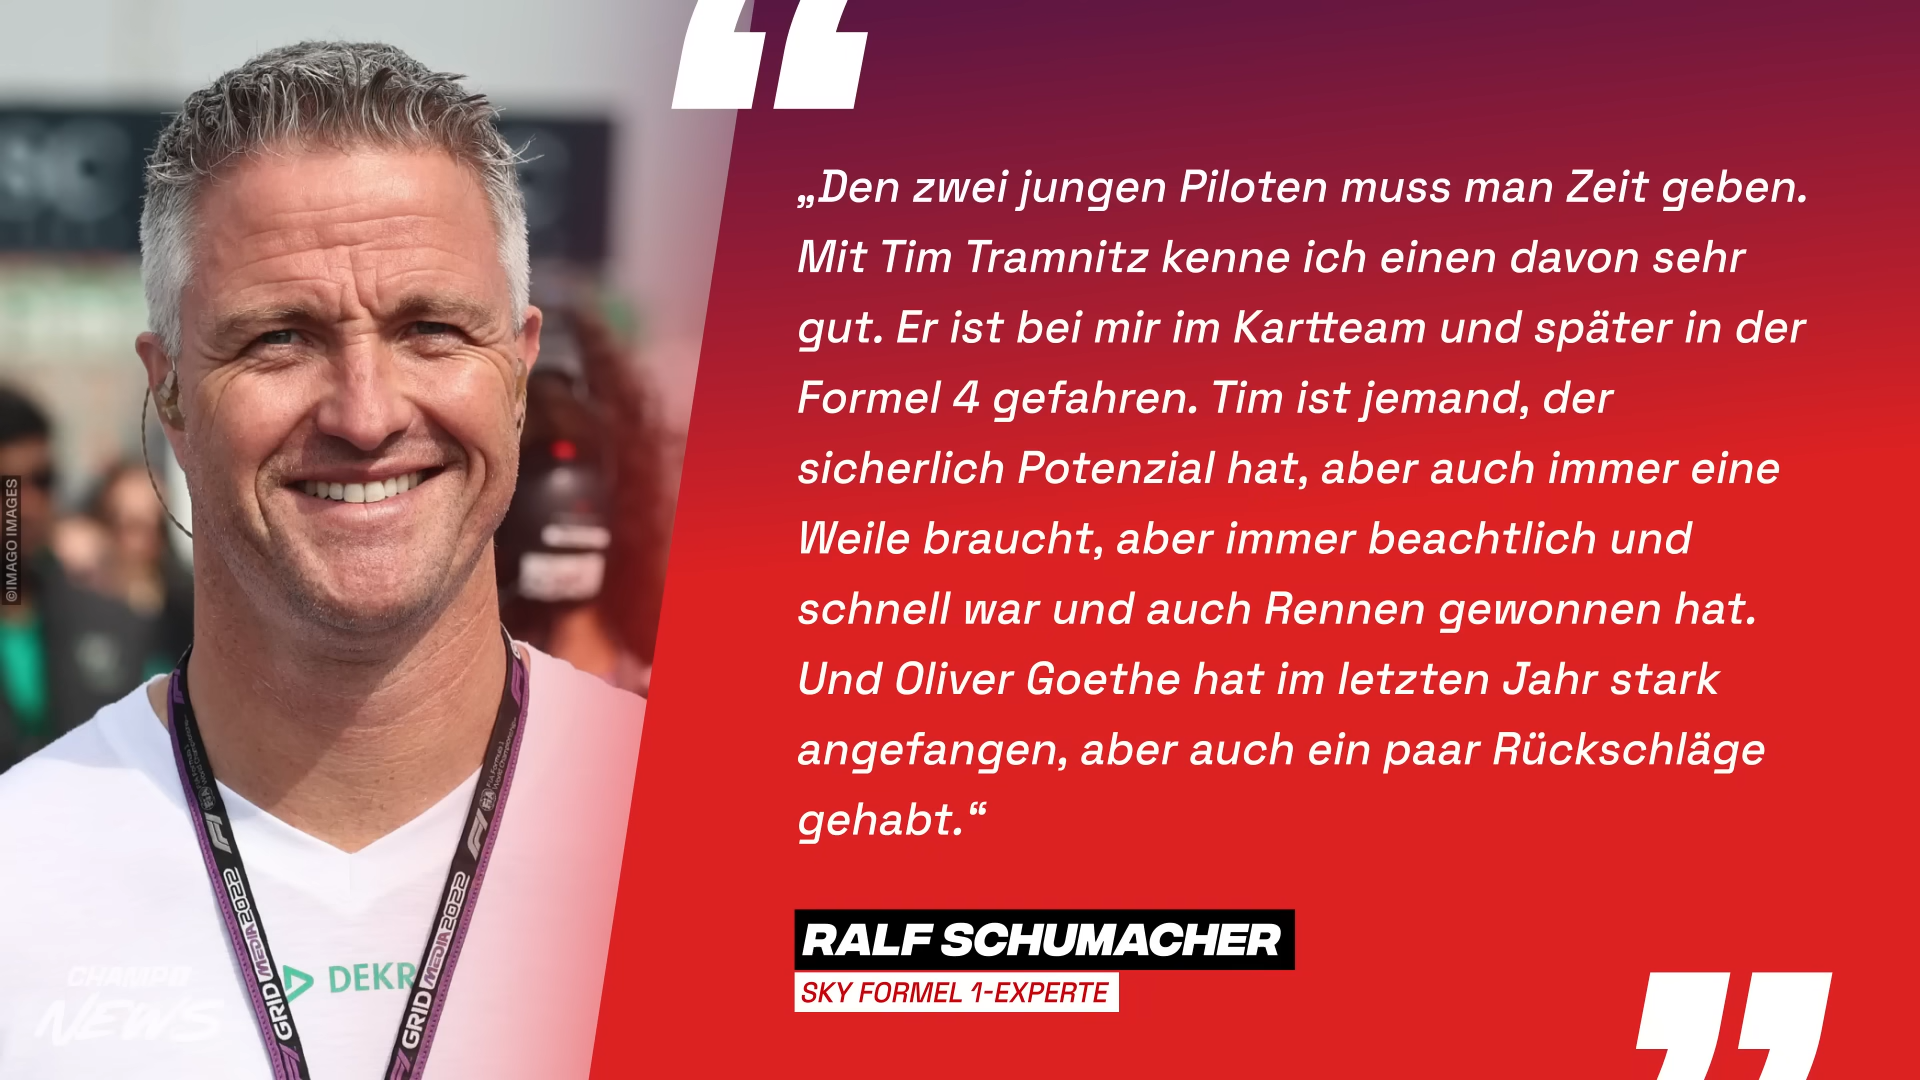 „Den zwei jungen Piloten muss man Zeit geben.
Mit Tim Tramnitz kenne ich einen davon sehr
gut. Er ist bei mir im Kartteam und später in der
Formel 4 gefahren. Tim ist jemand, der
sicherlich Potenzial hat, aber auch immer eine
Weile braucht, aber immer beachtlich und
schnell war und auch Rennen gewonnen hat.
Und Oliver Goethe hat im letzten Jahr stark
angefangen, aber auch ein paar Rückschläge
gehabt.“
RALF SCHUMACHER
SKY FORMEL 1-EXPERTE
©IMAGO IMAGES
CHAMP1
NEWS
DEKR
GRID MEDIA 2022
GRID MEDIA 2022